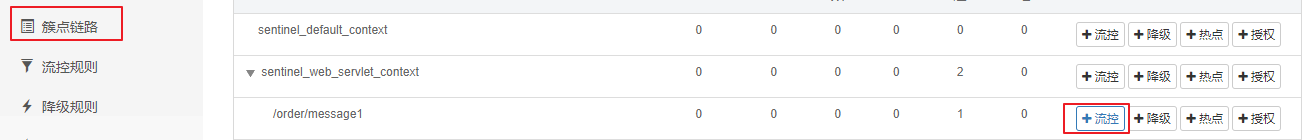 簇点链路
流控规则
降级规则
sentinel_default_context 0 0 0 0 0 0 +流控 +降级 +热点 +授权
sentinel_web_servlet_context 0 0 0 0 2 0 +流控 +降级 +热点 +授权
/order/message1 0 0 0 0 1 0 +流控 +降级 +热点 +授权